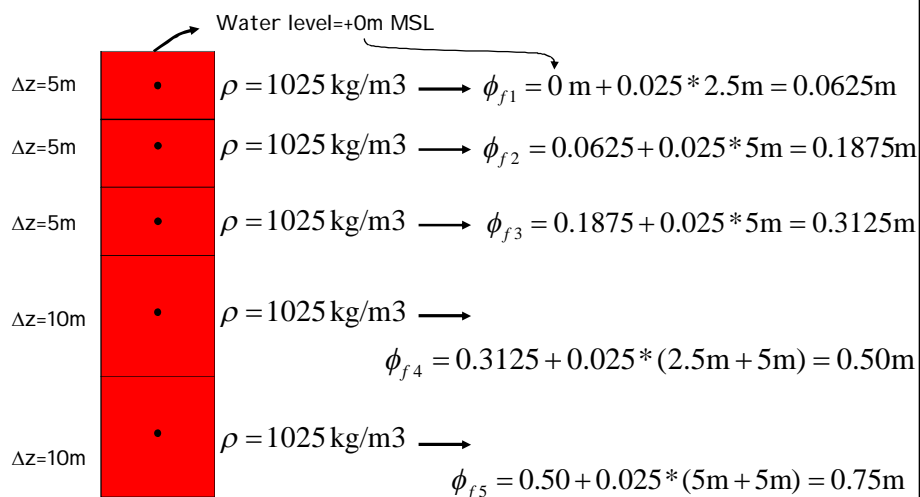 Water level=+0m MSL
Δz=5m ρ = 1025 kg/m3 ϕf1 = 0 m + 0.025 * 2.5m = 0.0625m
Δz=5m ρ = 1025 kg/m3 ϕf2 = 0.0625 + 0.025 * 5m = 0.1875m
Δz=5m ρ = 1025 kg/m3 ϕf3 = 0.1875 + 0.025 * 5m = 0.3125m
Δz=10m ρ = 1025 kg/m3
ϕf4 = 0.3125 + 0.025 * (2.5m + 5m) = 0.50m
Δz=10m ρ = 1025 kg/m3
ϕf5 = 0.50 + 0.025 * (5m + 5m) = 0.75m